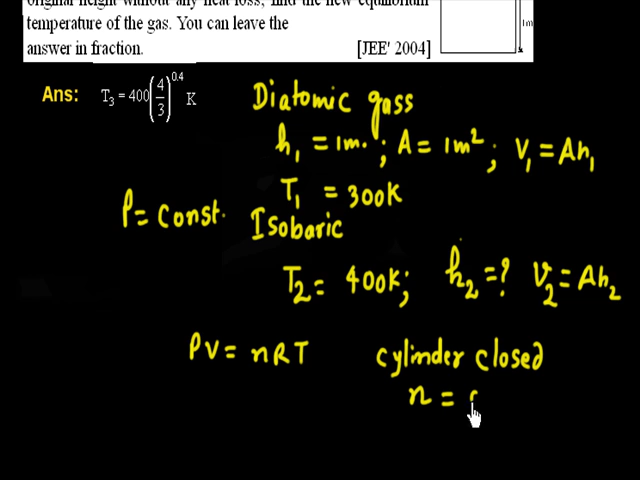 original height without any heat loss, find the new equilibrium
temperature of the gas. You can leave the
answer in fraction. [JEE' 2004]
1m
Ans: T₃ = 400(4/3)^0.4 K
Diatomic gass
h₁ = 1m. ; A = 1m² ; V₁ = Ah₁
T₁ = 300K
P = Const. Isobaric
T₂ = 400K; h₂ = ? V₂ = Ah₂
PV = nRT cylinder closed
n =